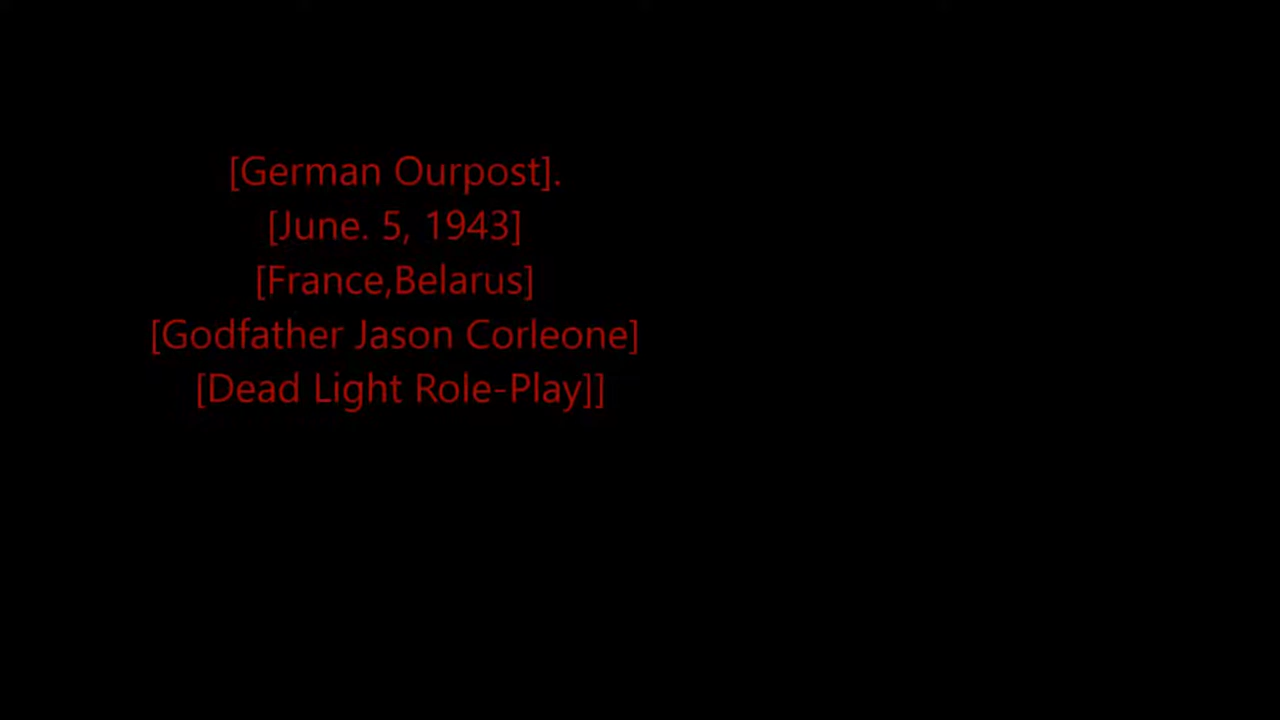 [German Ourpost].
[June. 5, 1943]
[France,Belarus]
[Godfather Jason Corleone]
[Dead Light Role-Play]]